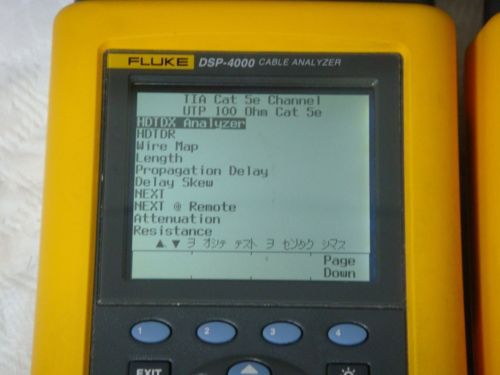 FLUKE DSP-4000 CABLE ANALYZER
TIA Cat 5e Channel
UTP 100 Ohm Cat 5e
HDTDX Analyzer
HDTDR
Wire Map
Length
Propagation Delay
Delay Skew
NEXT
NEXT @ Remote
Attenuation
Resistance
▲ ▼ ヲ オシテ テスト ヲ センタク シマス
Page
Down
1 2 3 4
EXIT